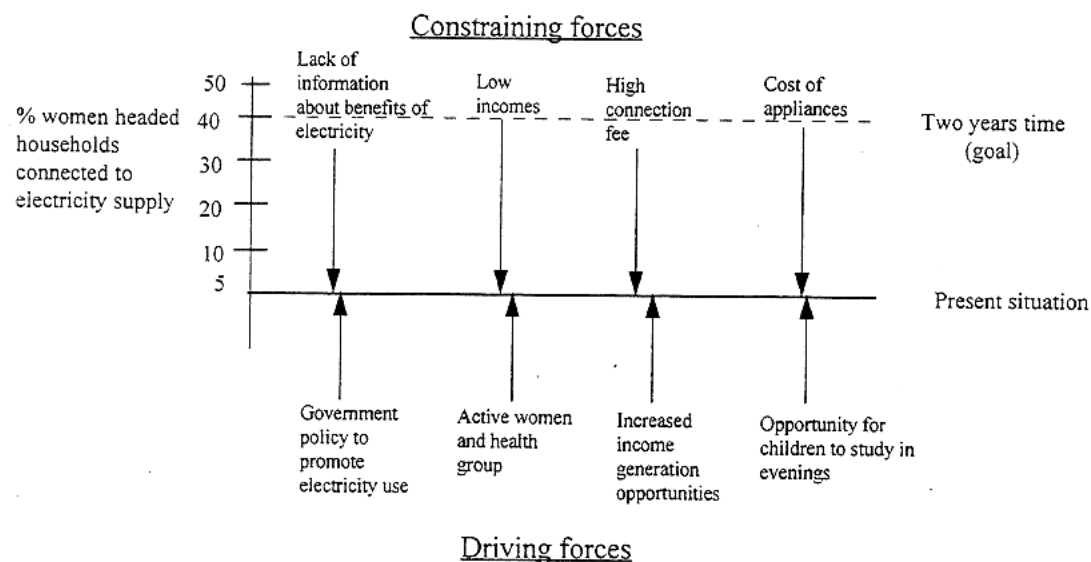 Constraining forces
Lack of
information
about benefits of
electricity
Low
incomes
High
connection
fee
Cost of
appliances
50
40
30
20
10
5
% women headed
households
connected to
electricity supply
Two years time
(goal)
Present situation
Government
policy to
promote
electricity use
Active women
and health
group
Increased
income
generation
opportunities
Opportunity for
children to study in
evenings
Driving forces